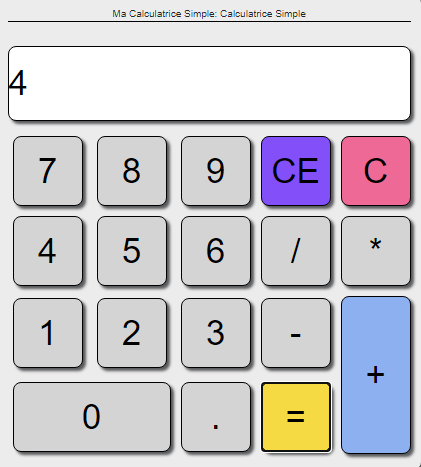 Ma Calculatrice Simple: Calculatrice Simple
4
7 8 9 CE C
4 5 6 / *
1 2 3 - +
0 . =